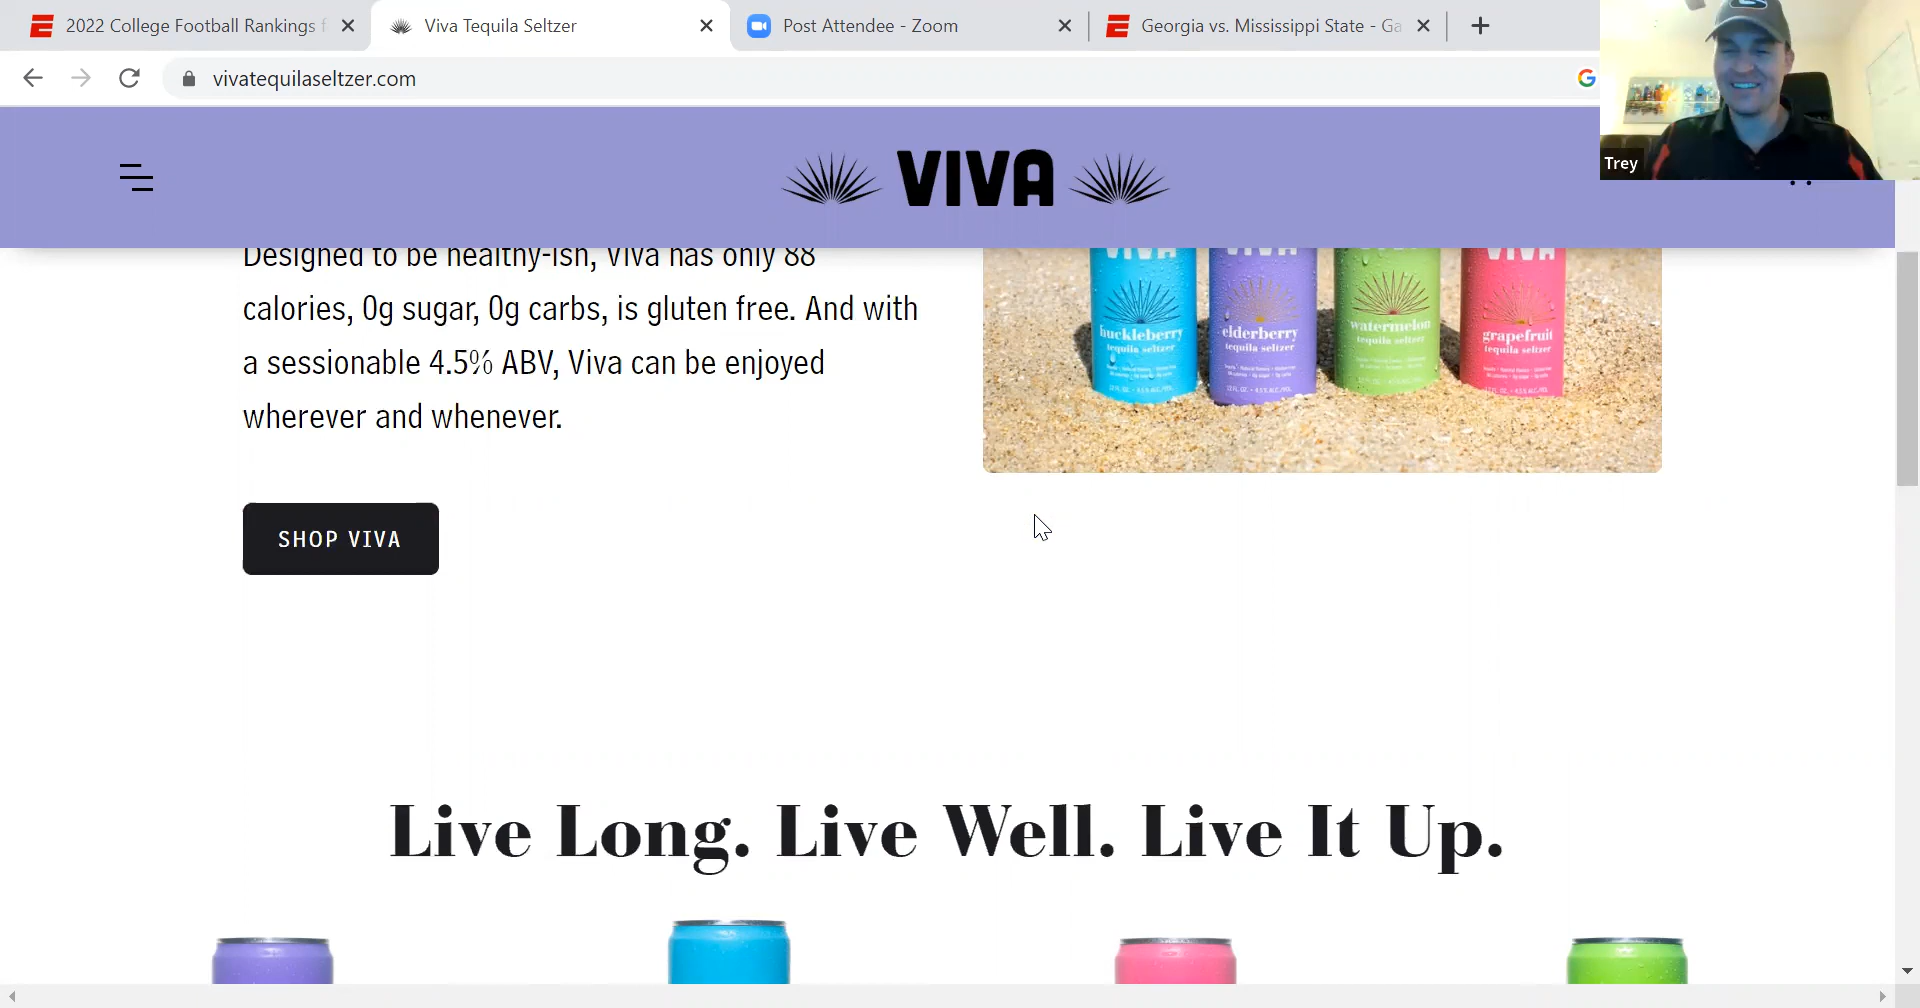 2022 College Football Rankings f
Viva Tequila Seltzer
Post Attendee - Zoom
Georgia vs. Mississippi State - Ga
vivatequilaseltzer.com
Trey
VIVA
Designed to be healthy-ish, Viva has only 88
calories, 0g sugar, 0g carbs, is gluten free. And with
a sessionable 4.5% ABV, Viva can be enjoyed
wherever and whenever.
VIVA
VIVA
VIVA
huckleberry
tequila seltzer
elderberry
tequila seltzer
watermelon
tequila seltzer
grapefruit
tequila seltzer
SHOP VIVA
Live Long. Live Well. Live It Up.